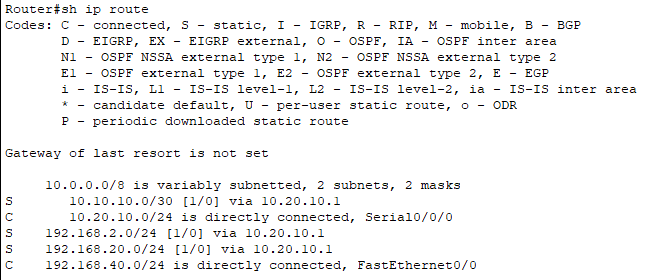 Router#sh ip route
Codes: C - connected, S - static, I - IGRP, R - RIP, M - mobile, B - BGP
D - EIGRP, EX - EIGRP external, O - OSPF, IA - OSPF inter area
N1 - OSPF NSSA external type 1, N2 - OSPF NSSA external type 2
E1 - OSPF external type 1, E2 - OSPF external type 2, E - EGP
i - IS-IS, L1 - IS-IS level-1, L2 - IS-IS level-2, ia - IS-IS inter area
* - candidate default, U - per-user static route, o - ODR
P - periodic downloaded static route
Gateway of last resort is not set
10.0.0.0/8 is variably subnetted, 2 subnets, 2 masks
S 10.10.10.0/30 [1/0] via 10.20.10.1
C 10.20.10.0/24 is directly connected, Serial0/0/0
S 192.168.2.0/24 [1/0] via 10.20.10.1
S 192.168.20.0/24 [1/0] via 10.20.10.1
C 192.168.40.0/24 is directly connected, FastEthernet0/0